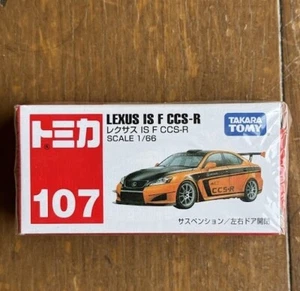 トミカ
LEXUS IS F CCS-R
レクサス IS F CCS-R
SCALE 1/66
TAKARA
TOMY
107
CCS-R
サスペンション/左右ドア開閉